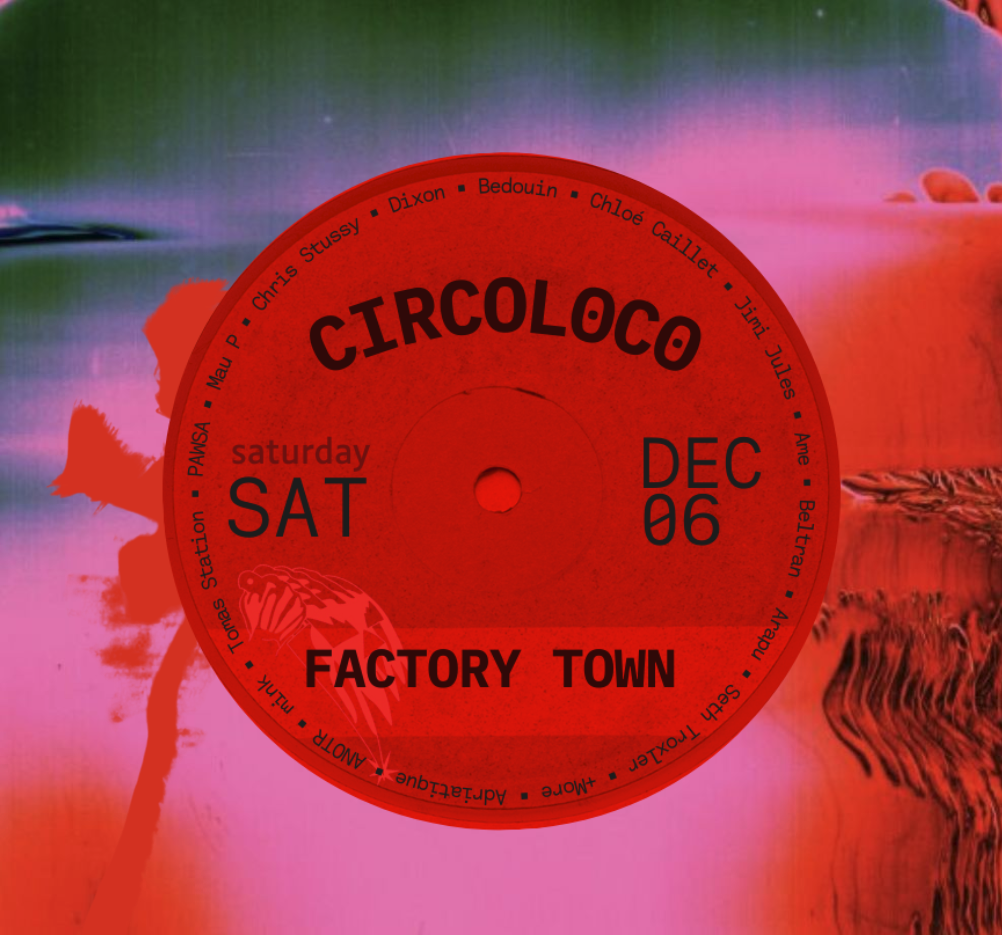 CIRCOLOCO
saturday
SAT
DEC
06
FACTORY TOWN
Adriatique ▪ ANOTR ▪ mink ▪ Tomas Station ▪ PAWSA ▪ Mau P ▪ Chris Stussy ▪ Dixon ▪ Bedouin ▪ Chloé Caillet ▪ Jimi Jules ▪ Ame ▪ Beltran ▪ Arapu ▪ Seth Troxler ▪ +More ▪